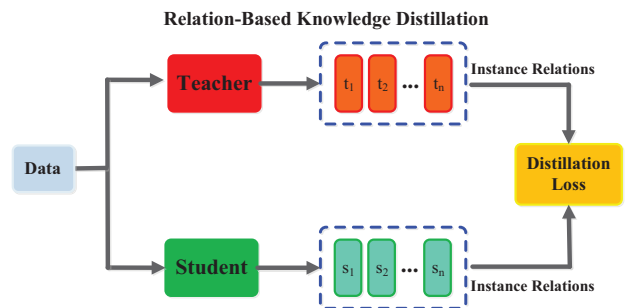 Relation-Based Knowledge Distillation
Teacher
t1 t2 ... tn
Instance Relations
Data
Distillation
Loss
Student
s1 s2 ... sn
Instance Relations